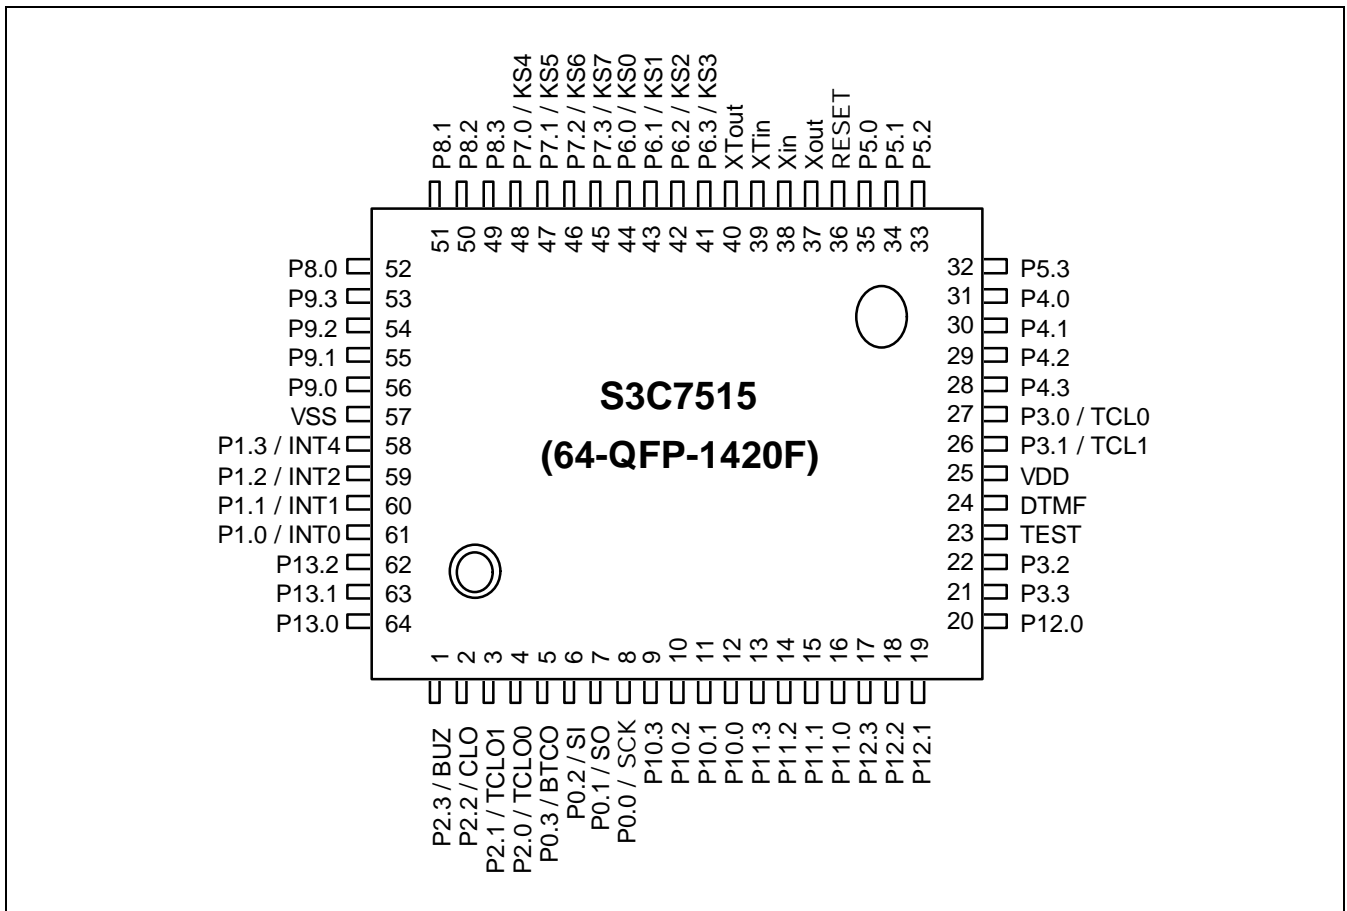 P8.1
P8.2
P8.3
P7.0 / KS4
P7.1 / KS5
P7.2 / KS6
P7.3 / KS7
P6.0 / KS0
P6.1 / KS1
P6.2 / KS2
P6.3 / KS3
XTout
XTin
Xin
Xout
RESET
P5.0
P5.1
P5.2
51
50
49
48
47
46
45
44
43
42
41
40
39
38
37
36
35
34
33
P8.0 52
P9.3 53
P9.2 54
P9.1 55
P9.0 56
VSS 57
P1.3 / INT4 58
P1.2 / INT2 59
P1.1 / INT1 60
P1.0 / INT0 61
P13.2 62
P13.1 63
P13.0 64
S3C7515
(64-QFP-1420F)
32 P5.3
31 P4.0
30 P4.1
29 P4.2
28 P4.3
27 P3.0 / TCL0
26 P3.1 / TCL1
25 VDD
24 DTMF
23 TEST
22 P3.2
21 P3.3
20 P12.0
1
2
3
4
5
6
7
8
9
10
11
12
13
14
15
16
17
18
19
P2.3 / BUZ
P2.2 / CLO
P2.1 / TCLO1
P2.0 / TCLO0
P0.3 / BTCO
P0.2 / SI
P0.1 / SO
P0.0 / SCK
P10.3
P10.2
P10.1
P10.0
P11.3
P11.2
P11.1
P11.0
P12.3
P12.2
P12.1